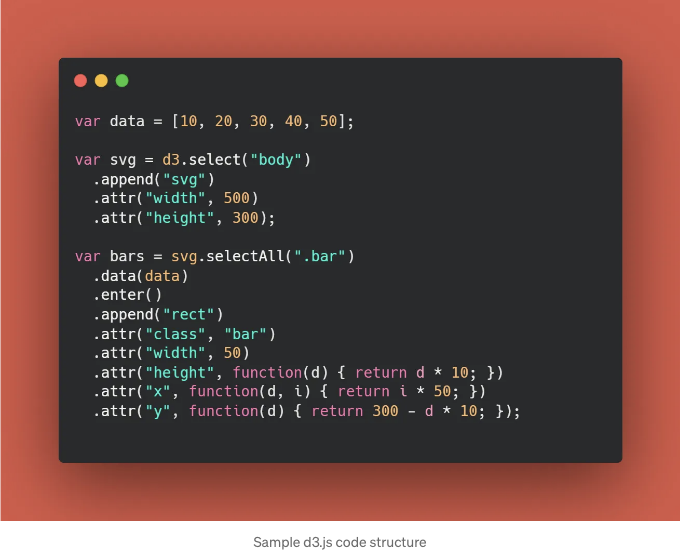 var data = [10, 20, 30, 40, 50];
var svg = d3.select("body")
.append("svg")
.attr("width", 500)
.attr("height", 300);
var bars = svg.selectAll(".bar")
.data(data)
.enter()
.append("rect")
.attr("class", "bar")
.attr("width", 50)
.attr("height", function(d) { return d * 10; })
.attr("x", function(d, i) { return i * 50; })
.attr("y", function(d) { return 300 - d * 10; });
Sample d3.js code structure